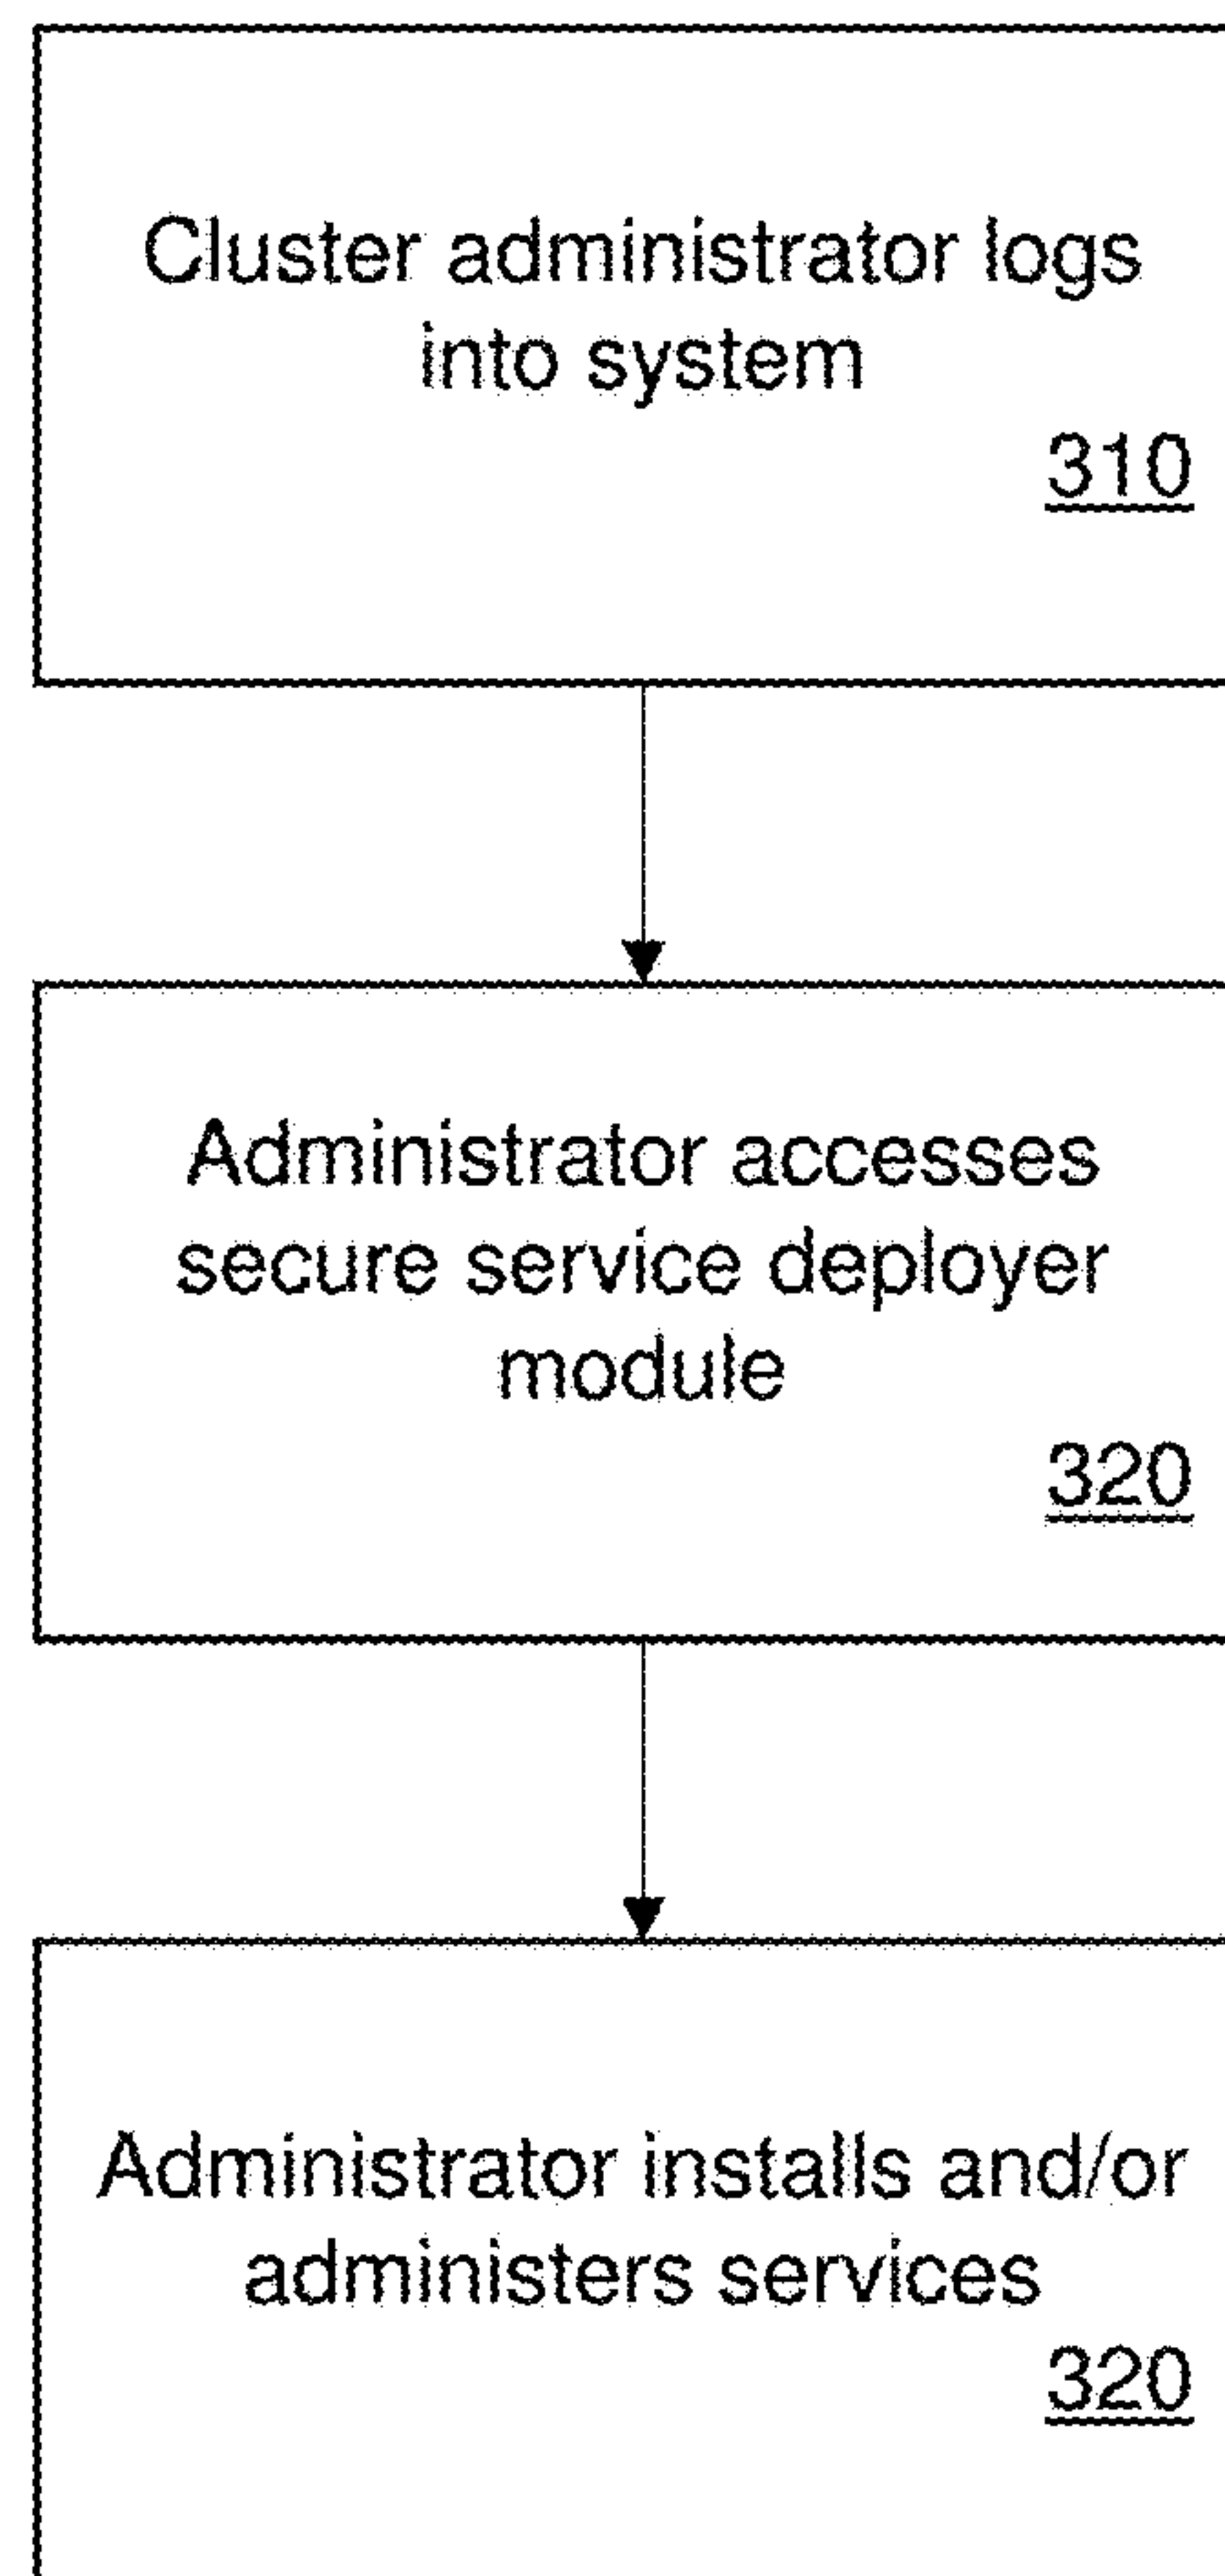 Cluster administrator logs
into system
310
Administrator accesses
secure service deployer
module
320
Administrator installs and/or
administers services
320